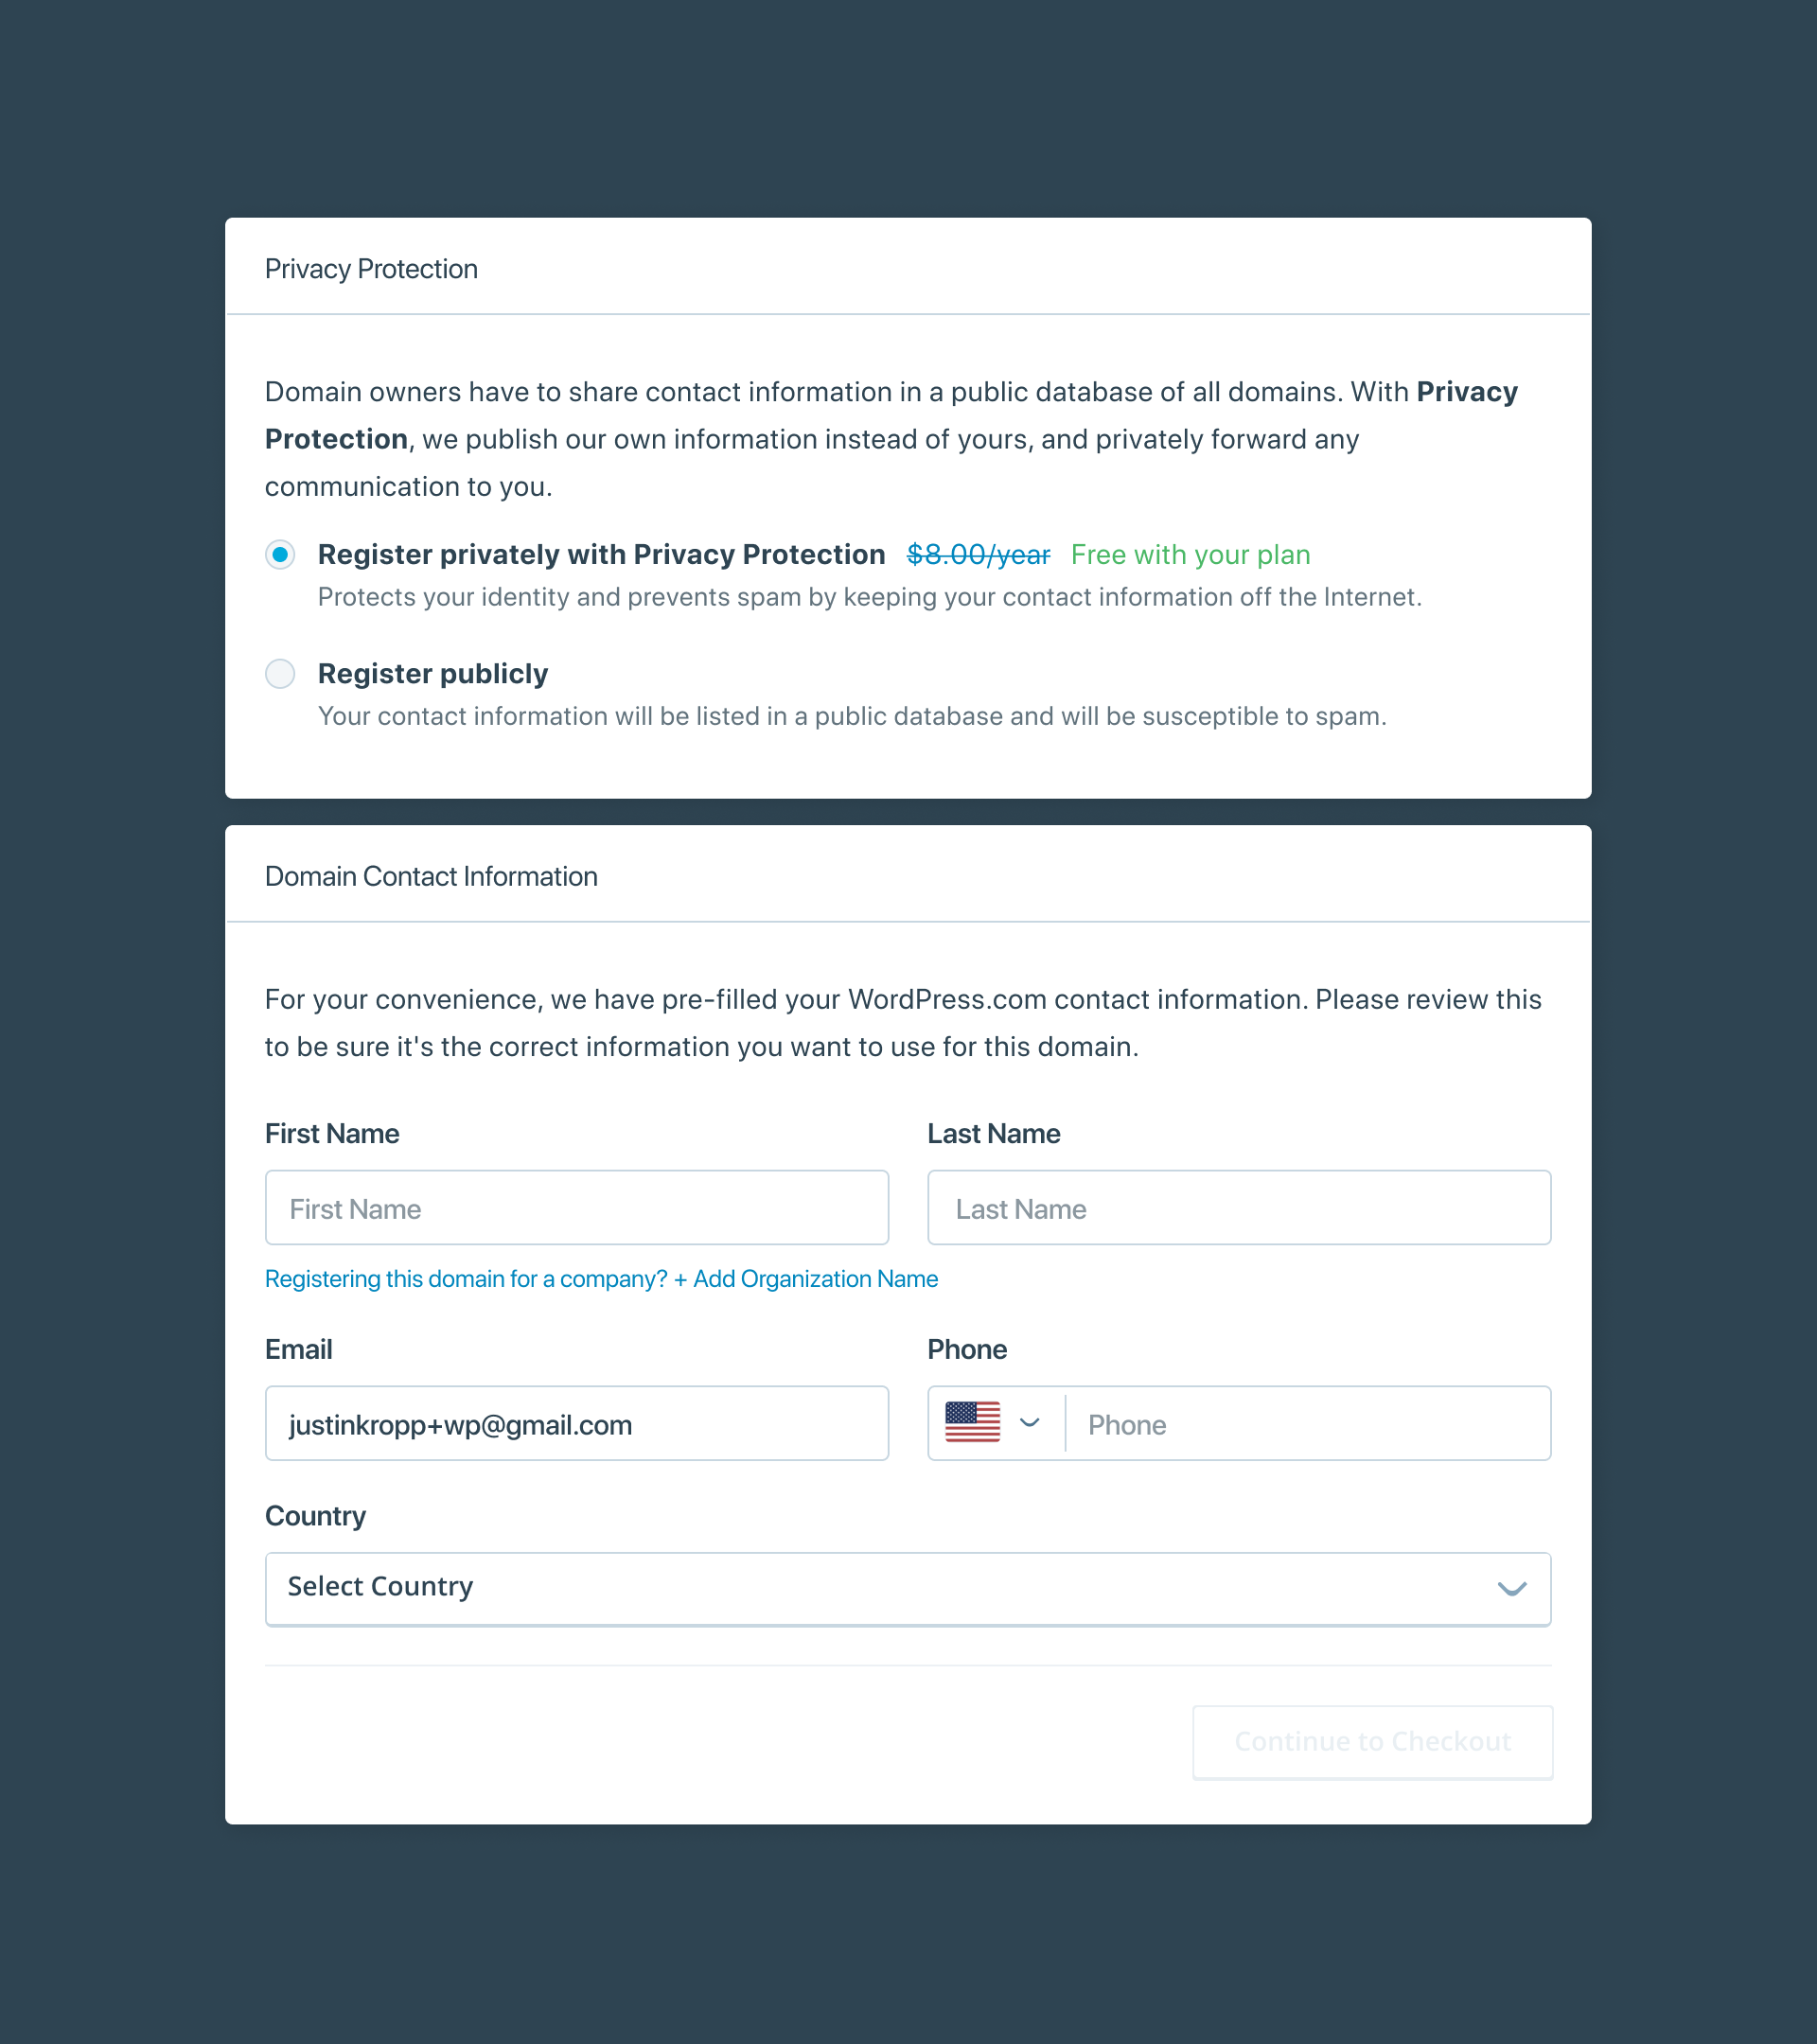 Privacy Protection
Domain owners have to share contact information in a public database of all domains. With Privacy
Protection, we publish our own information instead of yours, and privately forward any
communication to you.
Register privately with Privacy Protection $8.00/year Free with your plan
Protects your identity and prevents spam by keeping your contact information off the Internet.
Register publicly
Your contact information will be listed in a public database and will be susceptible to spam.
Domain Contact Information
For your convenience, we have pre-filled your WordPress.com contact information. Please review this
to be sure it's the correct information you want to use for this domain.
First Name Last Name
First Name Last Name
Registering this domain for a company? + Add Organization Name
Email Phone
justinkropp+wp@gmail.com Phone
Country
Select Country
Continue to Checkout